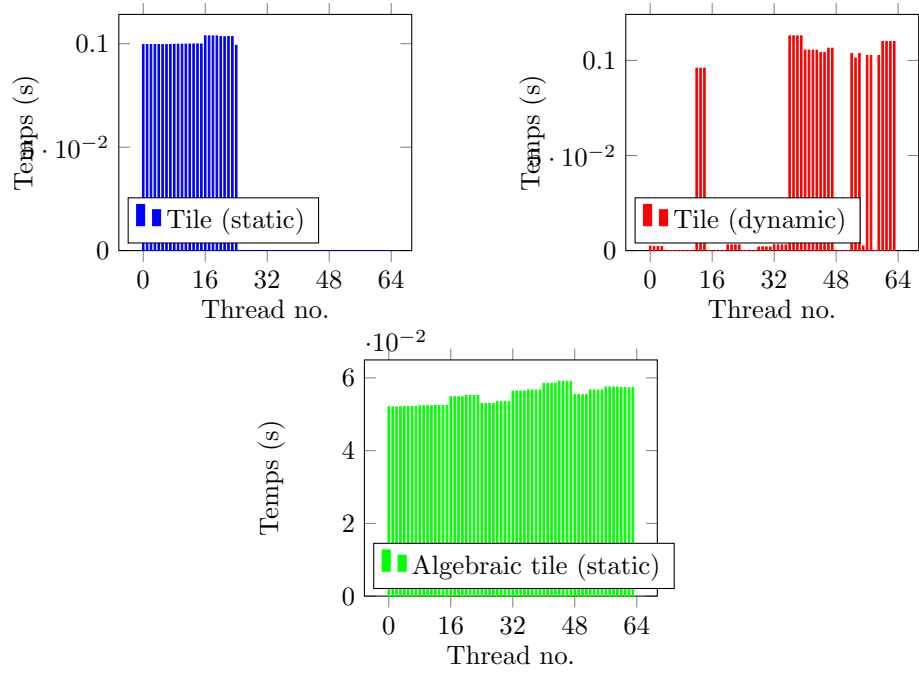 0.1
5 · 10−2
0
Temps (s)
Tile (static)
0 16 32 48 64
Thread no.
0.1
5 · 10−2
0
Temps (s)
Tile (dynamic)
0 16 32 48 64
Thread no.
·10−2
6
4
2
0
Temps (s)
Algebraic tile (static)
0 16 32 48 64
Thread no.